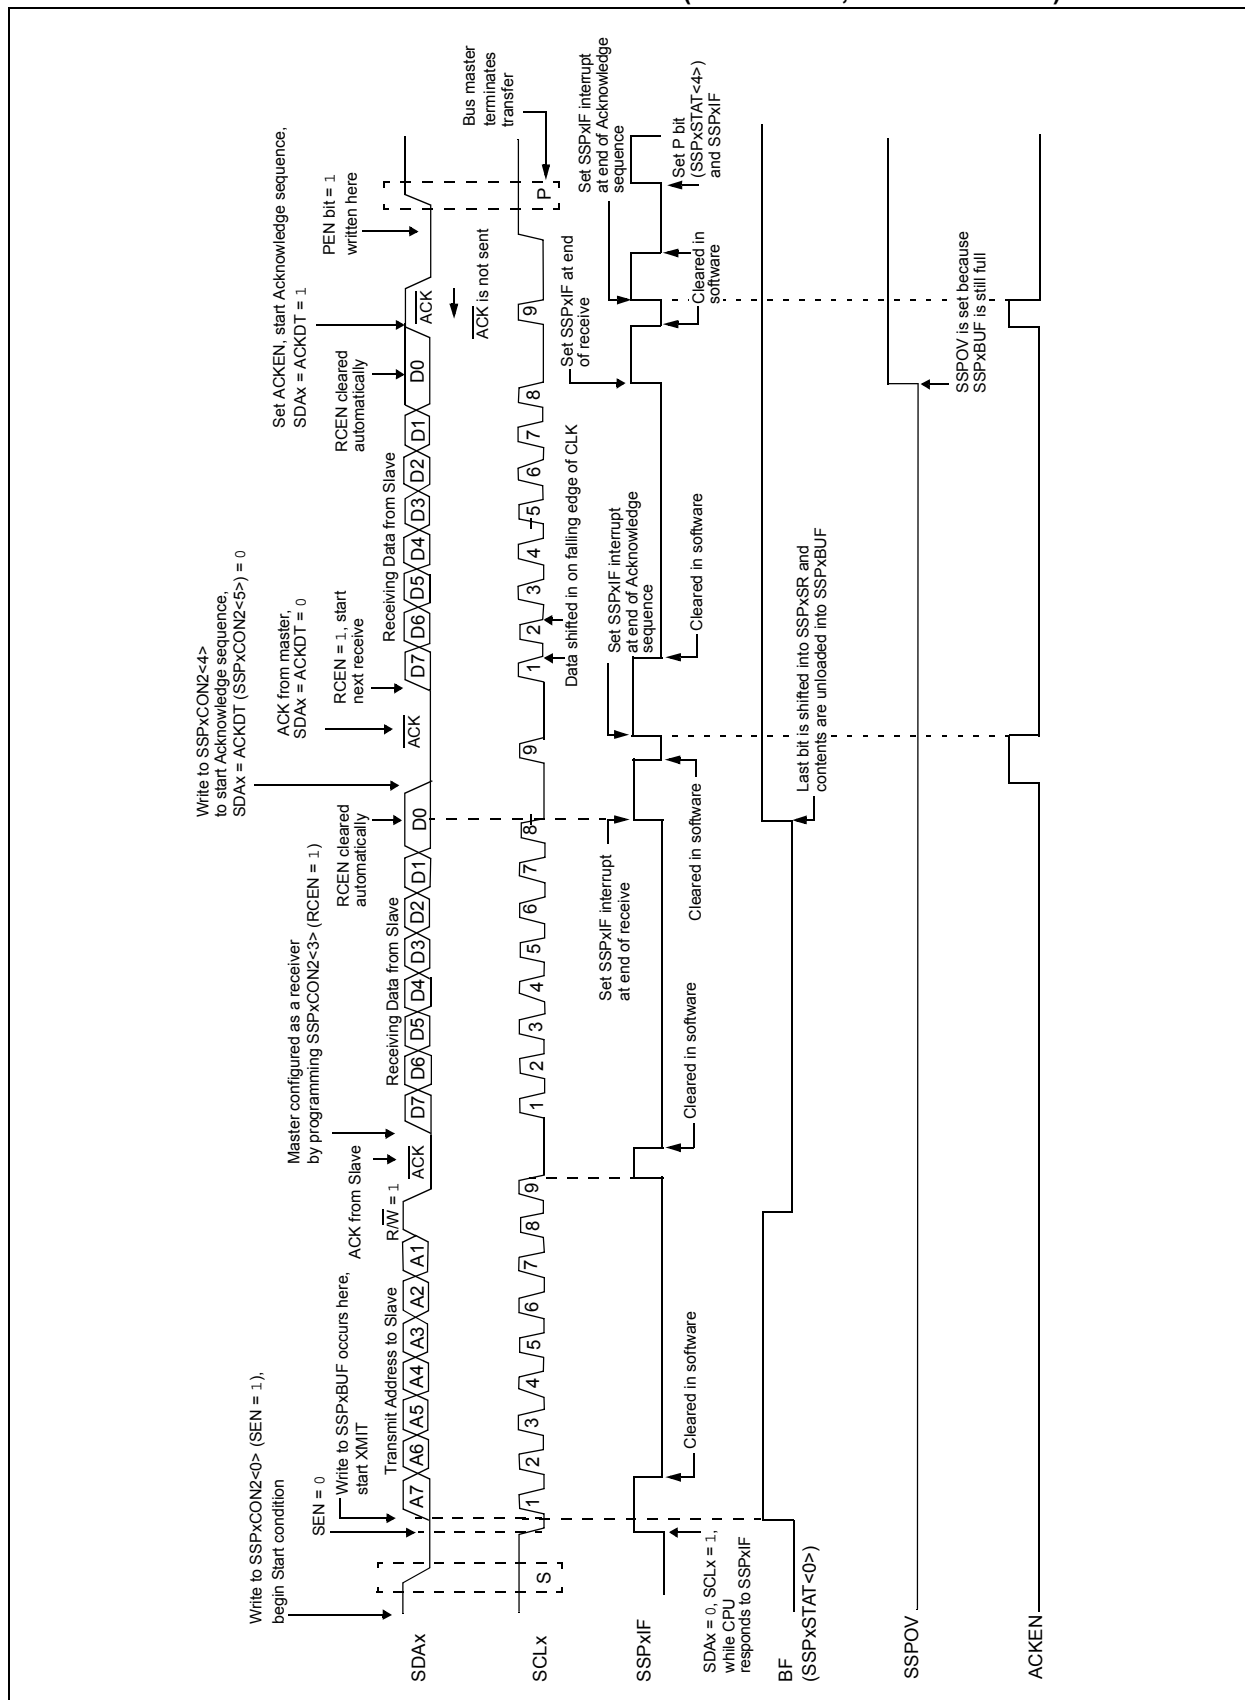 Write to SSPxCON2<0> (SEN = 1),
begin Start condition
SEN = 0
Write to SSPxBUF occurs here,
start XMIT
ACK from Slave
Master configured as a receiver
by programming SSPxCON2<3> (RCEN = 1)
RCEN cleared
automatically
Write to SSPxCON2<4>
to start Acknowledge sequence,
SDAx = ACKDT (SSPxCON2<5>) = 0
ACK from master,
SDAx = ACKDT = 0
RCEN = 1, start
next receive
RCEN cleared
automatically
Set ACKEN, start Acknowledge sequence,
SDAx = ACKDT = 1
PEN bit = 1
written here
Transmit Address to Slave
R/W = 1
Receiving Data from Slave
Receiving Data from Slave
SDAx
A7 A6 A5 A4 A3 A2 A1
ACK
D7 D6 D5 D4 D3 D2 D1 D0
ACK
D7 D6 D5 D4 D3 D2 D1 D0
ACK
ACK is not sent
Bus master
terminates
transfer
SCLx
S
1 2 3 4 5 6 7 8 9
1 2 3 4 5 6 7 8
9
1 2 3 4 5 6 7 8
9
P
Data shifted in on falling edge of CLK
Set SSPxIF interrupt
at end of receive
Set SSPxIF interrupt
at end of Acknowledge
sequence
Set SSPxIF at end
of receive
Set SSPxIF interrupt
at end of Acknowledge
sequence
SSPxIF
SDAx = 0, SCLx = 1,
while CPU
responds to SSPxIF
Cleared in software
Cleared in software
Cleared in software
Cleared in software
Cleared in
software
Set P bit
(SSPxSTAT<4>)
and SSPxIF
BF
(SSPxSTAT<0>)
Last bit is shifted into SSPxSR and
contents are unloaded into SSPxBUF
SSPOV
SSPOV is set because
SSPxBUF is still full
ACKEN